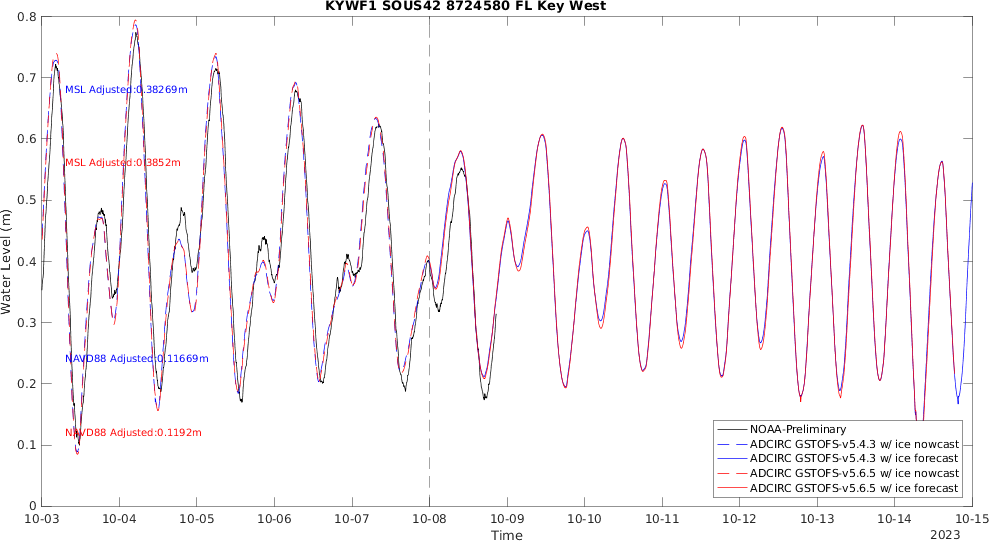 KYWF1 SOUS42 8724580 FL Key West
0.8
0.7
0.6
0.5
0.4
0.3
0.2
0.1
0
Water Level (m)
MSL Adjusted:0.38269m
MSL Adjusted:0.3852m
NAVD88 Adjusted:0.11669m
NAVD88 Adjusted:0.1192m
NOAA-Preliminary
ADCIRC GSTOFS-v5.4.3 w/ ice nowcast
ADCIRC GSTOFS-v5.4.3 w/ ice forecast
ADCIRC GSTOFS-v5.6.5 w/ ice nowcast
ADCIRC GSTOFS-v5.6.5 w/ ice forecast
10-03 10-04 10-05 10-06 10-07 10-08 10-09 10-10 10-11 10-12 10-13 10-14 10-15
Time
2023